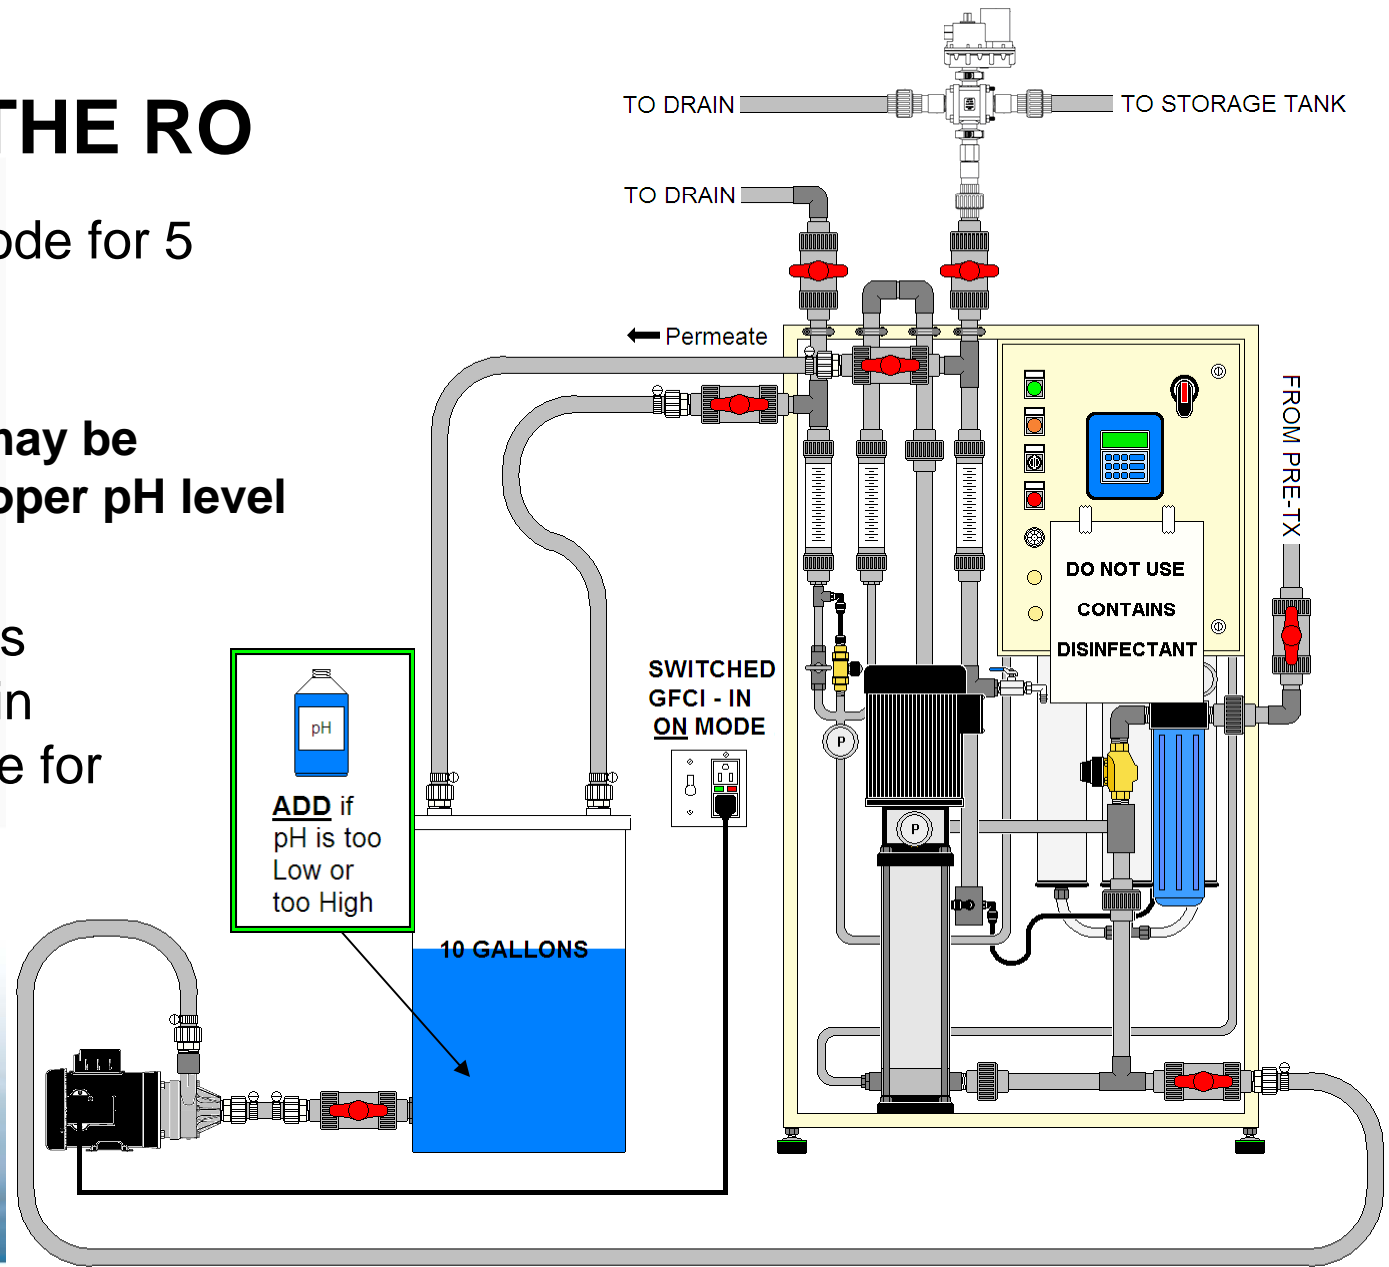 THE RO
ode for 5
may be
oper pH level
s
in
e for
TO DRAIN
TO STORAGE TANK
TO DRAIN
Permeate
FROM PRE-TX
DO NOT USE
CONTAINS
DISINFECTANT
SWITCHED
GFCI - IN
ON MODE
pH
ADD if
pH is too
Low or
too High
10 GALLONS
P
P